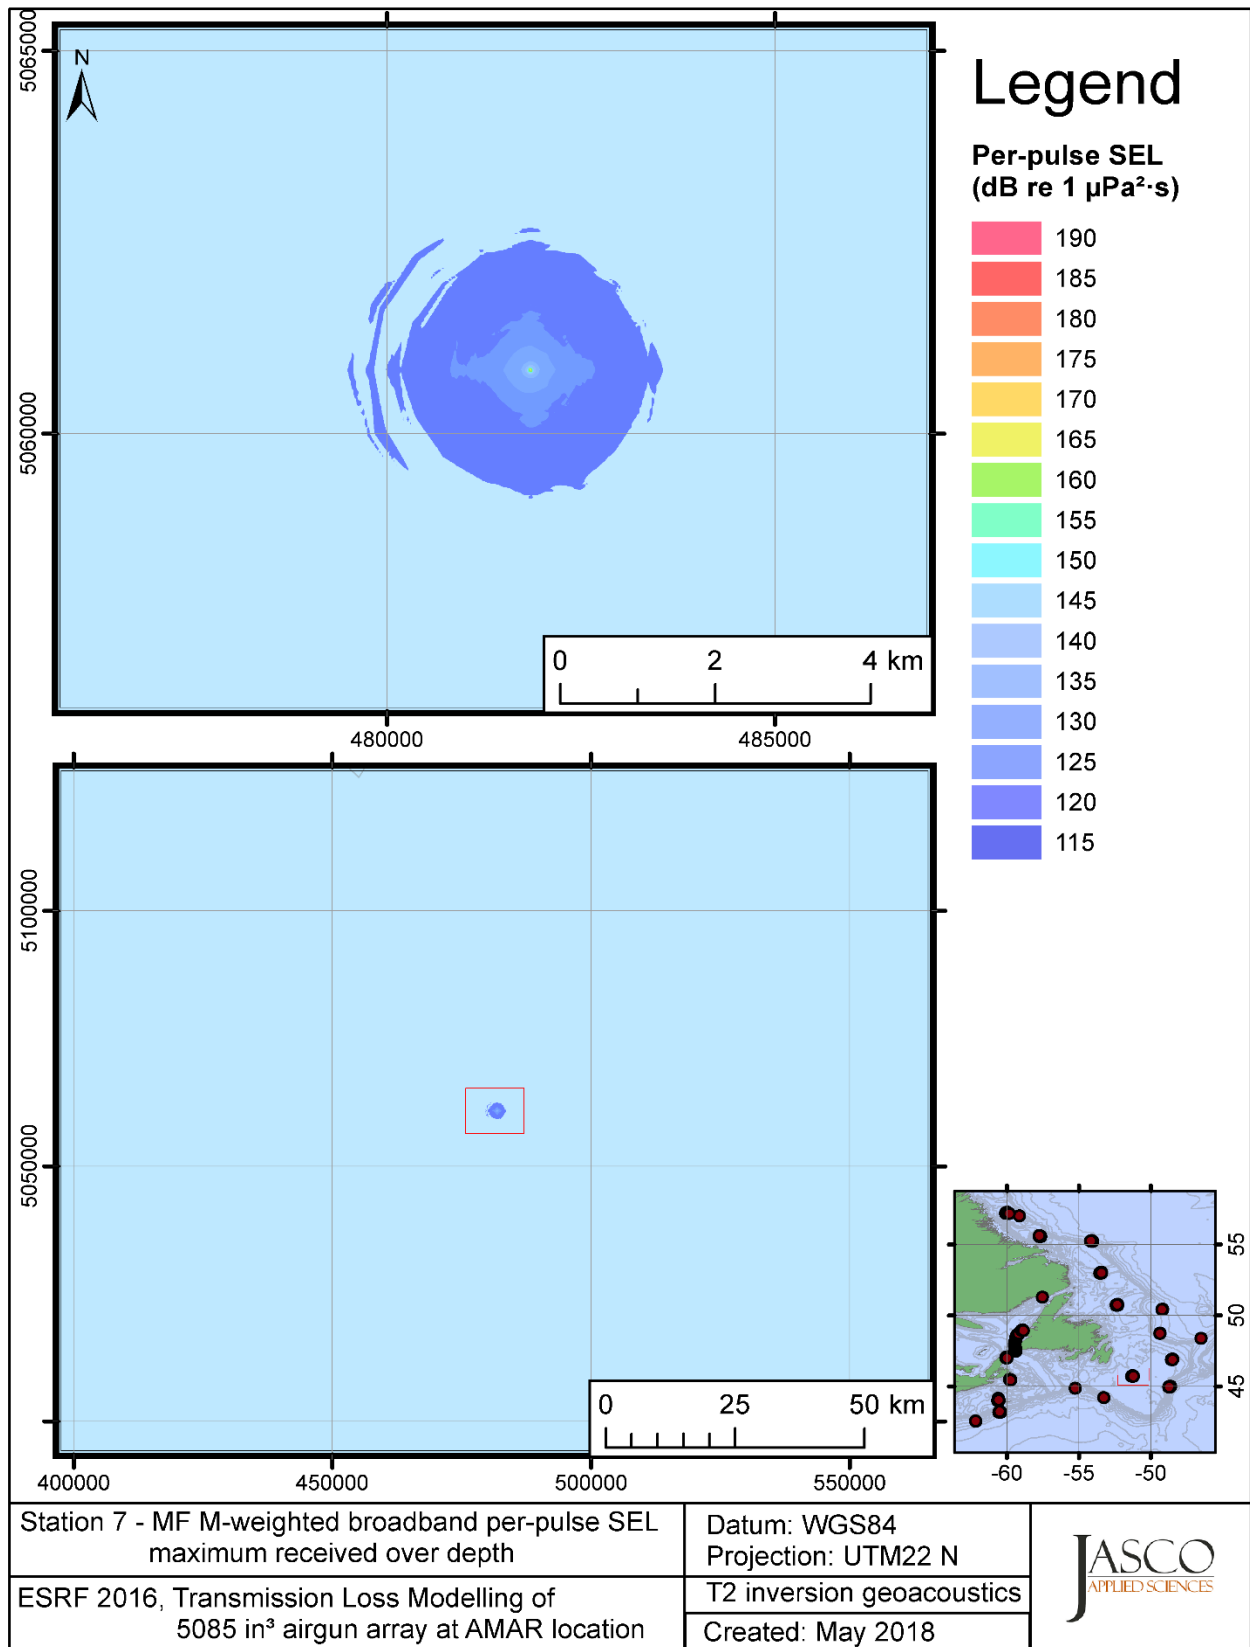 N
5065000
5060000
0 2 4 km
480000 485000
5100000
5050000
0 25 50 km
400000 450000 500000 550000
Legend
Per-pulse SEL
(dB re 1 µPa²·s)
190
185
180
175
170
165
160
155
150
145
140
135
130
125
120
115
55
50
45
-60 -55 -50
Station 7 - MF M-weighted broadband per-pulse SEL
maximum received over depth
ESRF 2016, Transmission Loss Modelling of
5085 in³ airgun array at AMAR location
Datum: WGS84
Projection: UTM22 N
T2 inversion geoacoustics
Created: May 2018
JASCO
APPLIED SCIENCES